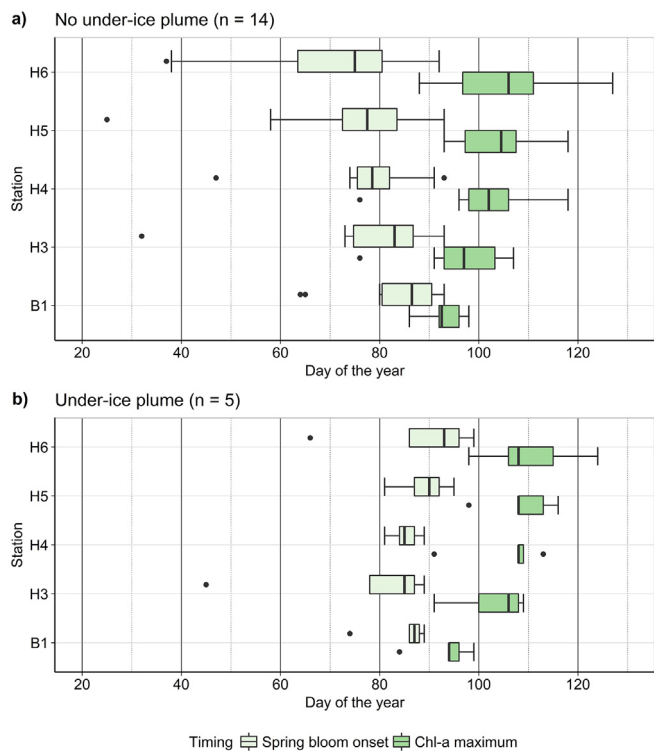 a) No under-ice plume (n = 14)
Station
H6
H5
H4
H3
B1
20 40 60 80 100 120
Day of the year
b) Under-ice plume (n = 5)
Station
H6
H5
H4
H3
B1
20 40 60 80 100 120
Day of the year
Timing Spring bloom onset Chl-a maximum